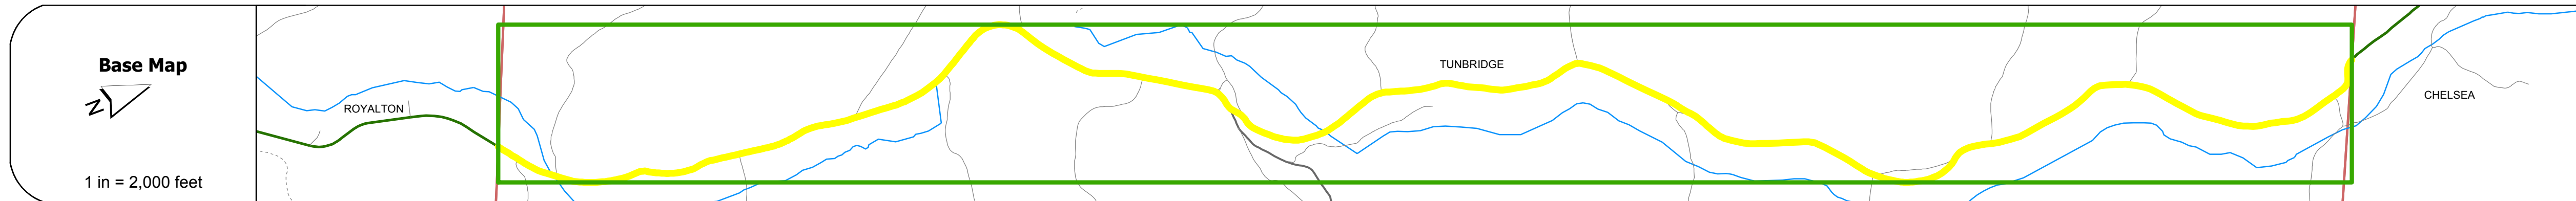 Base Map
N
1 in = 2,000 feet
ROYALTON
TUNBRIDGE
CHELSEA